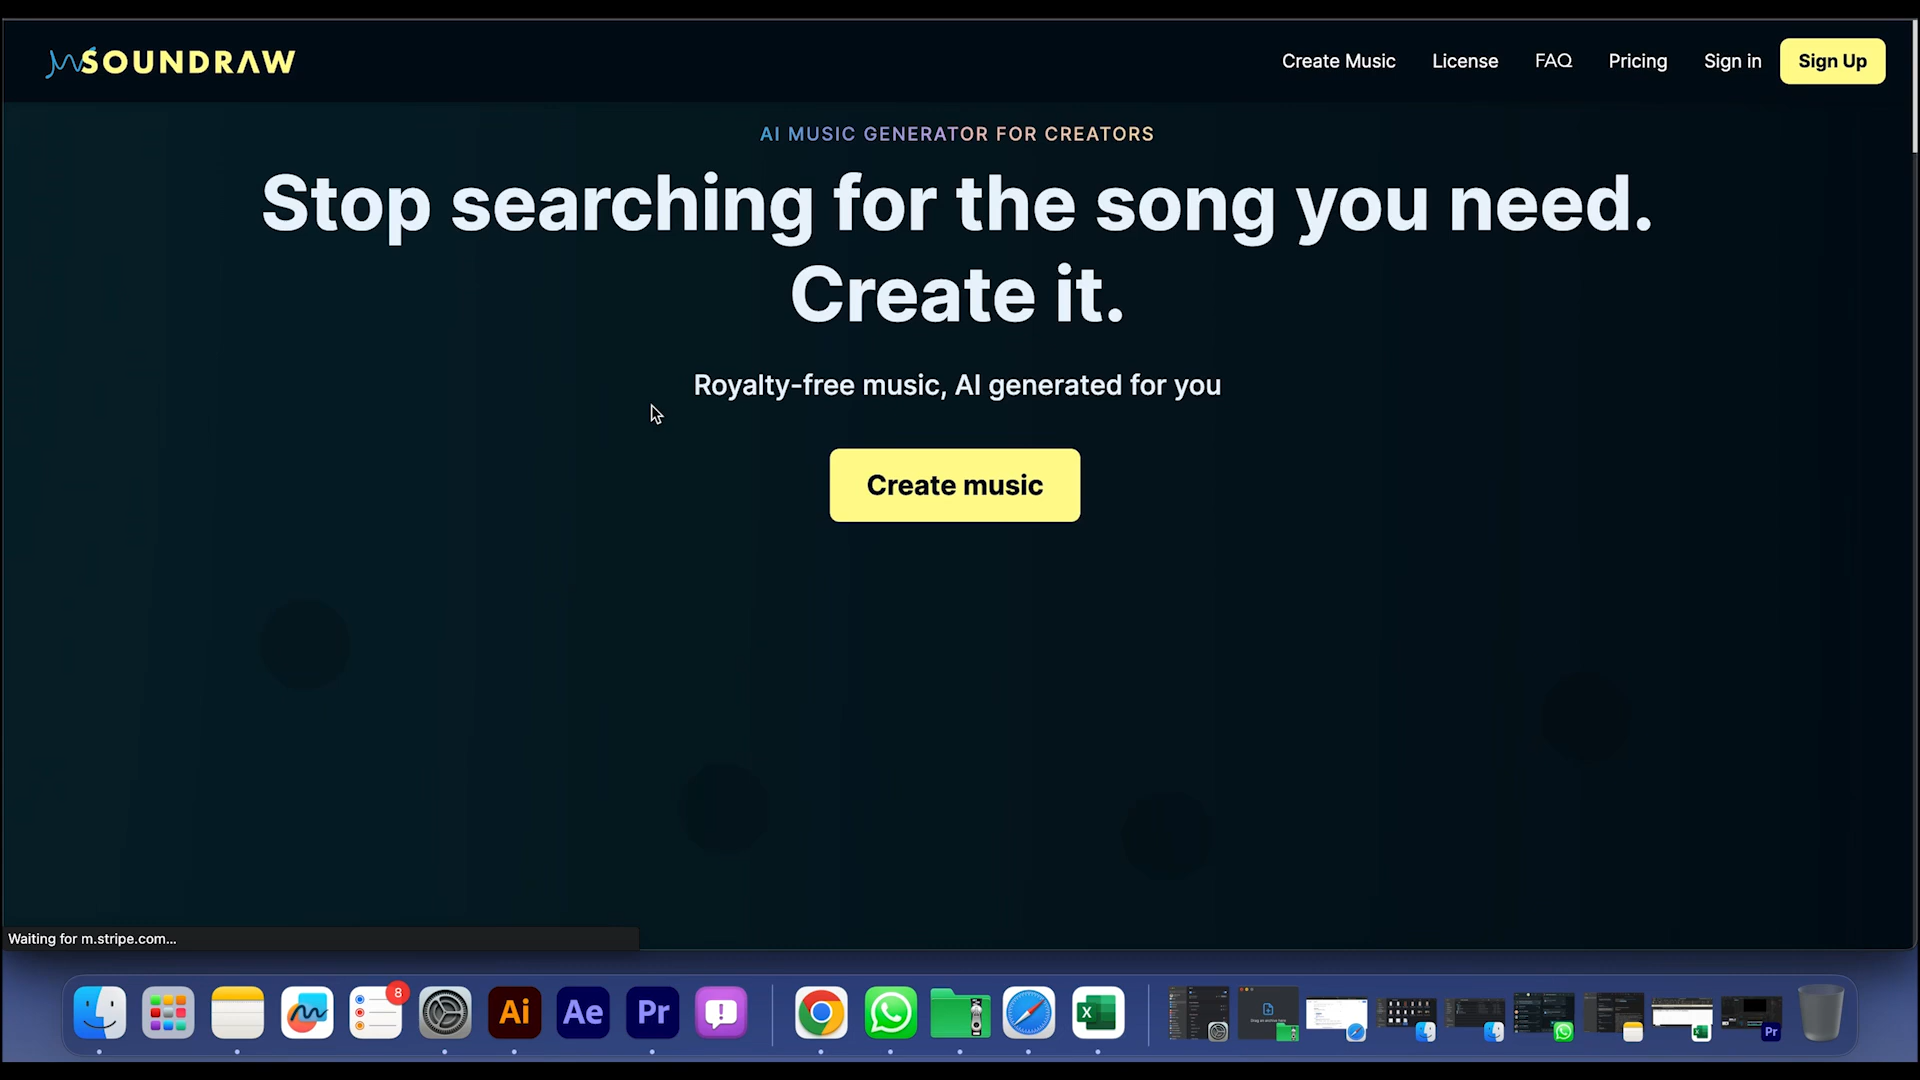 SOUNDRAW
Create Music
License
FAQ
Pricing
Sign in
Sign Up
AI MUSIC GENERATOR FOR CREATORS
Stop searching for the song you need.
Create it.
Royalty-free music, AI generated for you
Create music
Waiting for m.stripe.com...
8
Ai
Ae
Pr
X
Pr